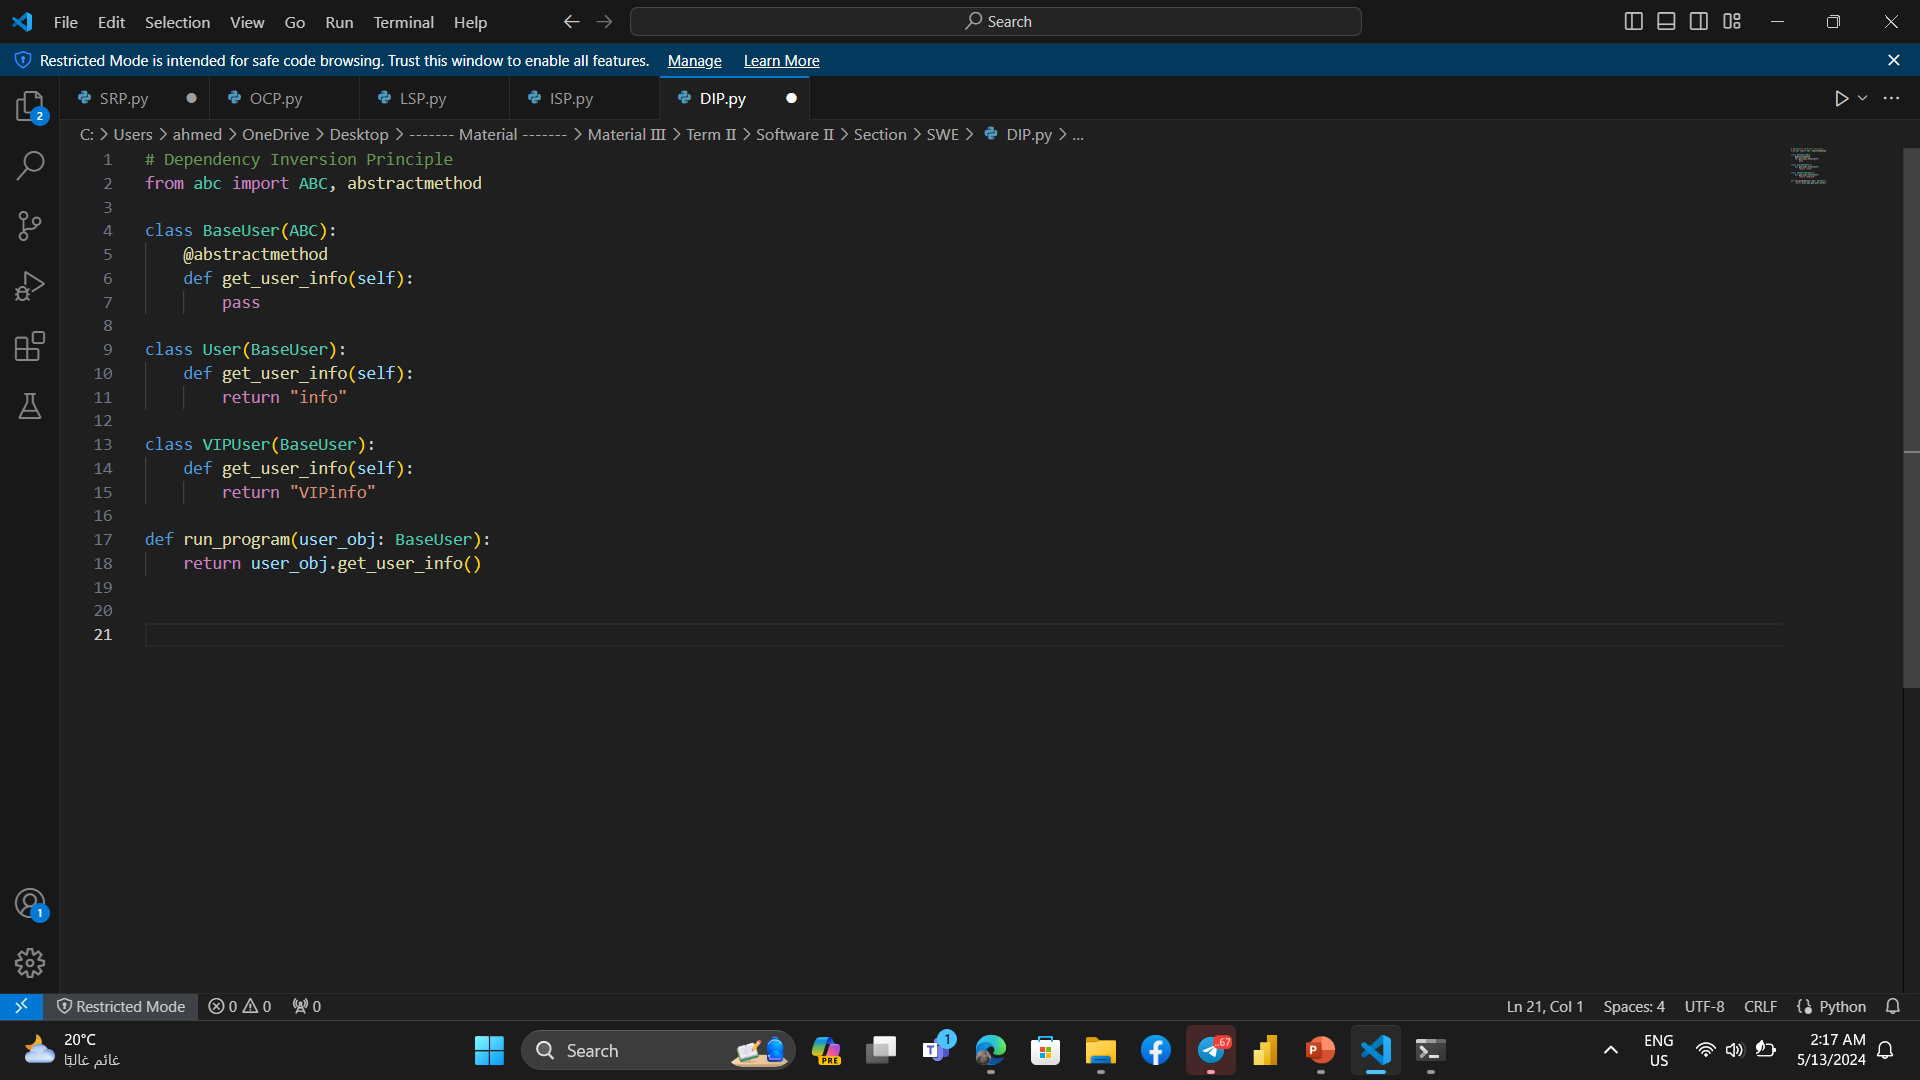 File Edit Selection View Go Run Terminal Help Search
Restricted Mode is intended for safe code browsing. Trust this window to enable all features. Manage Learn More
2
SRP.py OCP.py LSP.py ISP.py DIP.py
C: > Users > ahmed > OneDrive > Desktop > ------- Material ------- > Material III > Term II > Software II > Section > SWE > DIP.py > ...
1 # Dependency Inversion Principle
2 from abc import ABC, abstractmethod
3
4 class BaseUser(ABC):
5     @abstractmethod
6     def get_user_info(self):
7         pass
8
9 class User(BaseUser):
10     def get_user_info(self):
11         return "info"
12
13 class VIPUser(BaseUser):
14     def get_user_info(self):
15         return "VIPinfo"
16
17 def run_program(user_obj: BaseUser):
18     return user_obj.get_user_info()
19
20
21
1
Restricted Mode 0 0 0 Ln 21, Col 1 Spaces: 4 UTF-8 CRLF Python
20°C
غائم غالبًا
Search
PRE
1
.67
ENG
US
2:17 AM
5/13/2024